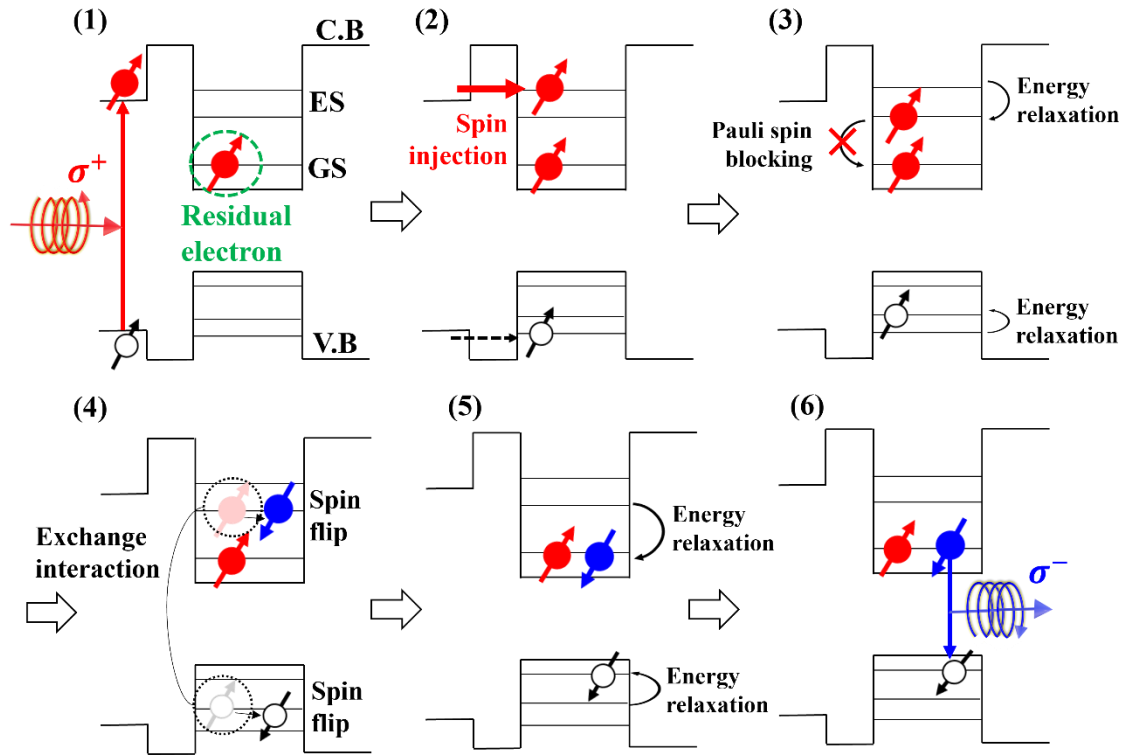 (1)
C.B
ES
GS
σ⁺
Residual
electron
V.B
(2)
Spin
injection
(3)
Energy
relaxation
Pauli spin
blocking
Energy
relaxation
(4)
Exchange
interaction
Spin
flip
Spin
flip
(5)
Energy
relaxation
Energy
relaxation
(6)
σ⁻